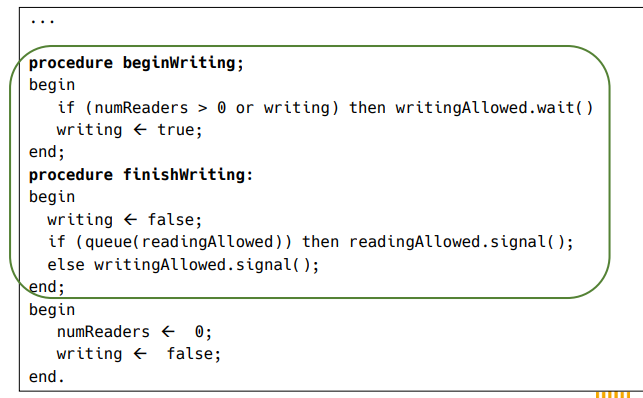 ...
procedure beginWriting;
begin
if (numReaders > 0 or writing) then writingAllowed.wait()
writing ← true;
end;
procedure finishWriting:
begin
writing ← false;
if (queue(readingAllowed)) then readingAllowed.signal();
else writingAllowed.signal();
end;
begin
numReaders ← 0;
writing ← false;
end.